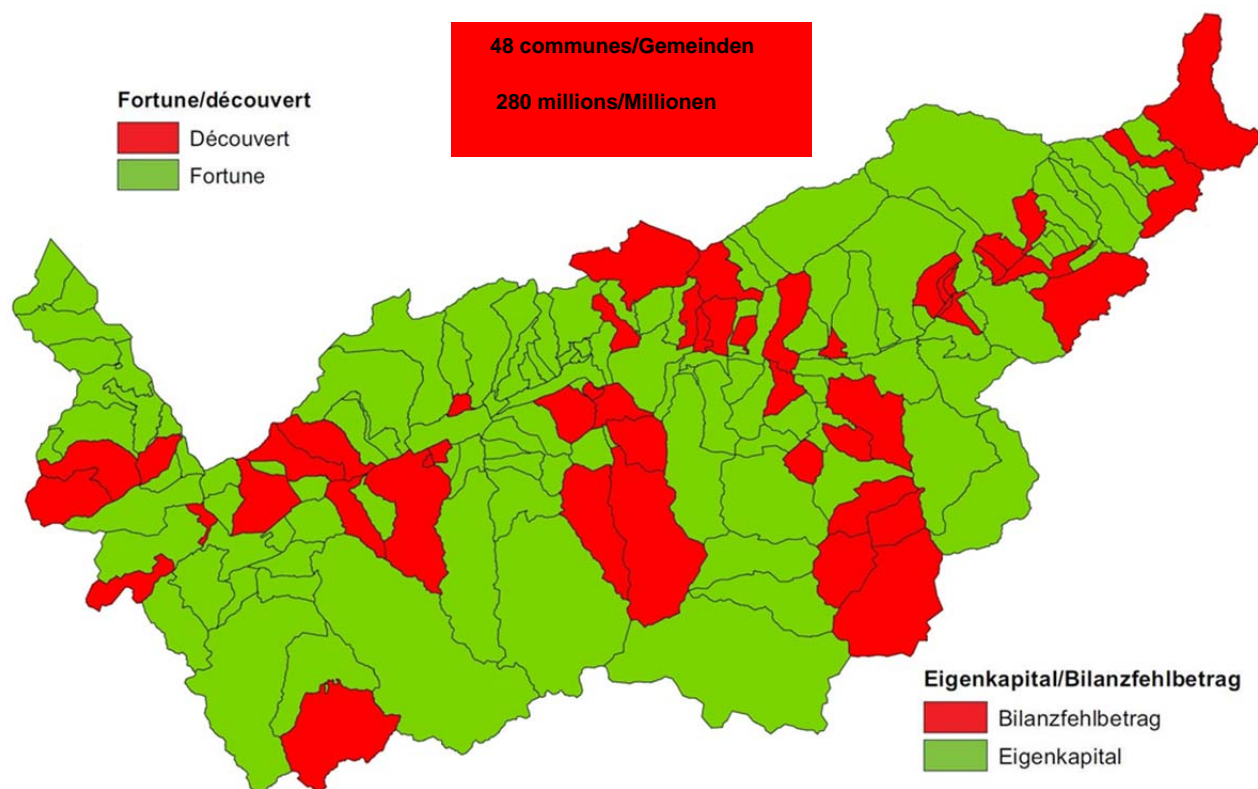 48 communes/Gemeinden
280 millions/Millionen
Fortune/découvert
Découvert
Fortune
Eigenkapital/Bilanzfehlbetrag
Bilanzfehlbetrag
Eigenkapital